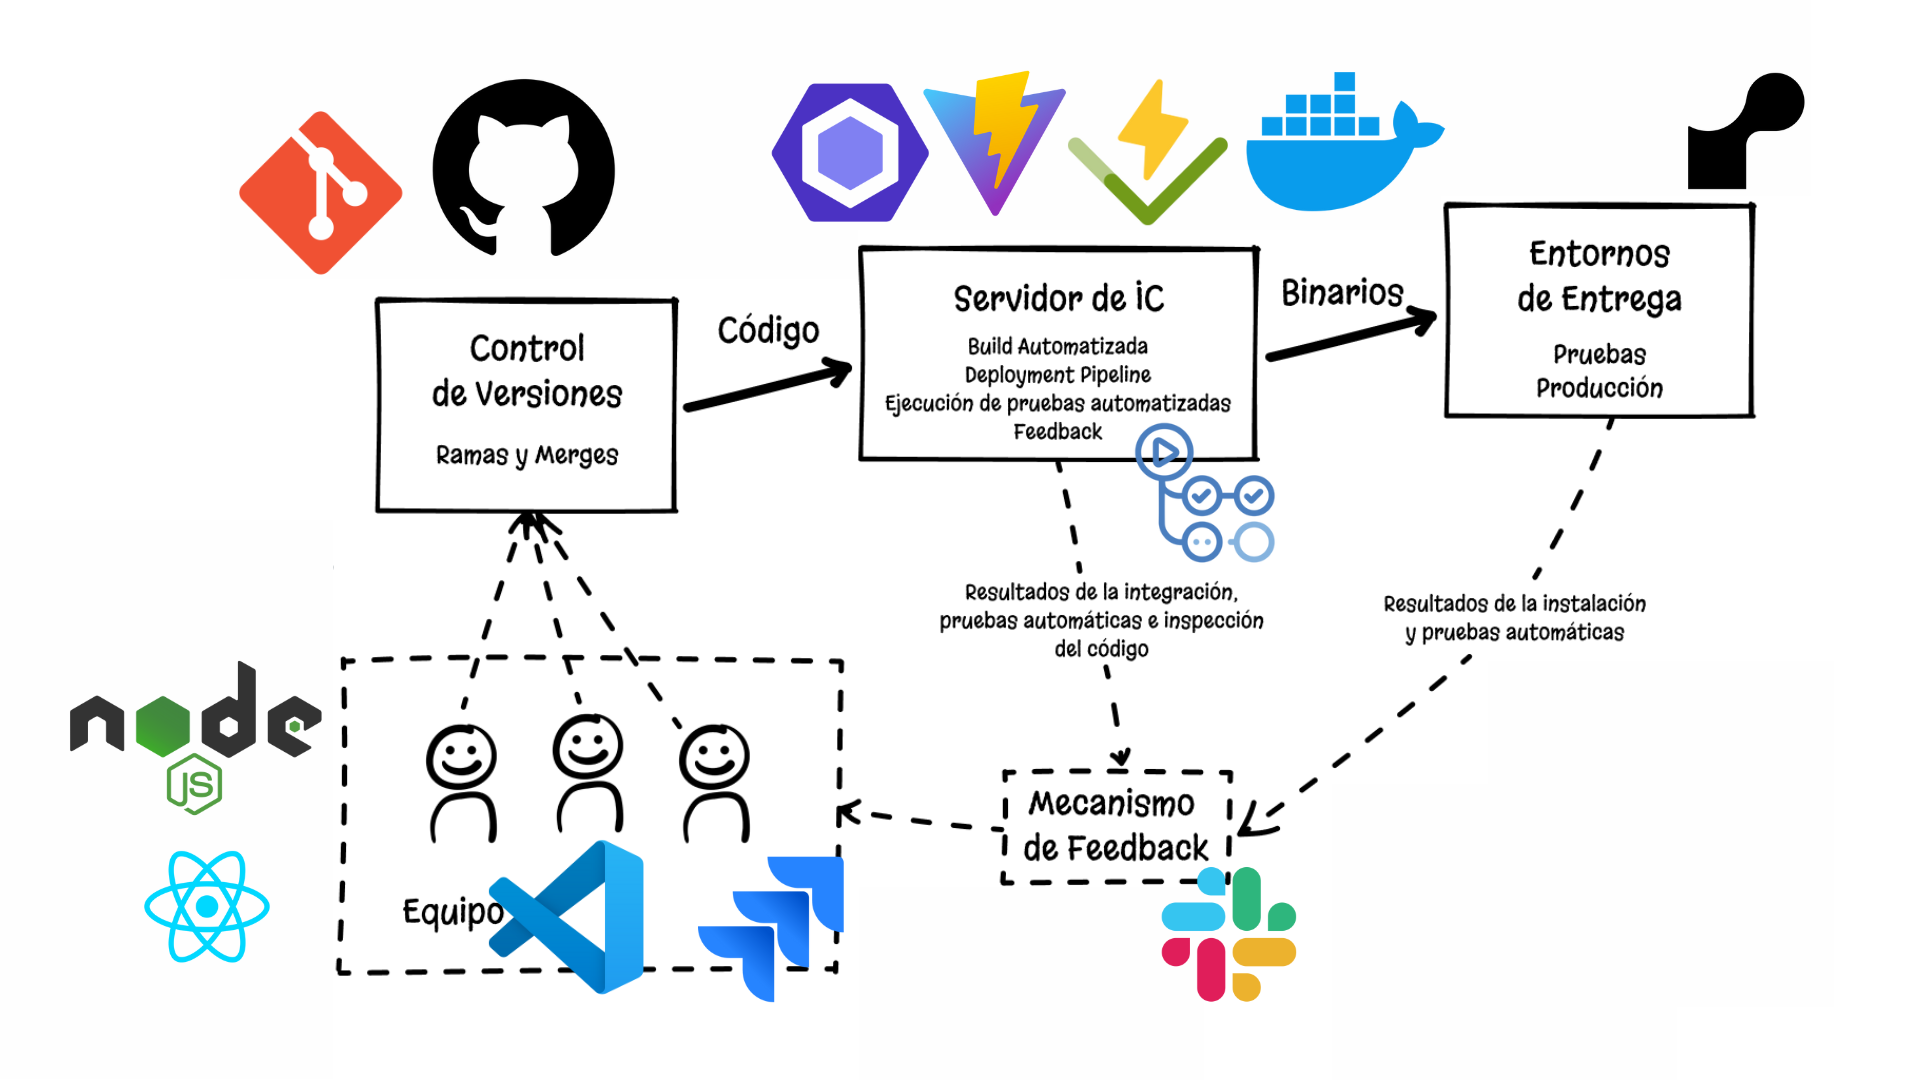 Control
de Versiones
Ramas y Merges
Código
Servidor de iC
Build Automatizada
Deployment Pipeline
Ejecución de pruebas automatizadas
Feedback
Binarios
Entornos
de Entrega
Pruebas
Producción
Resultados de la integración,
pruebas automáticas e inspección
del código
Resultados de la instalación
y pruebas automáticas
node
JS
Mecanismo
de Feedback
Equipo